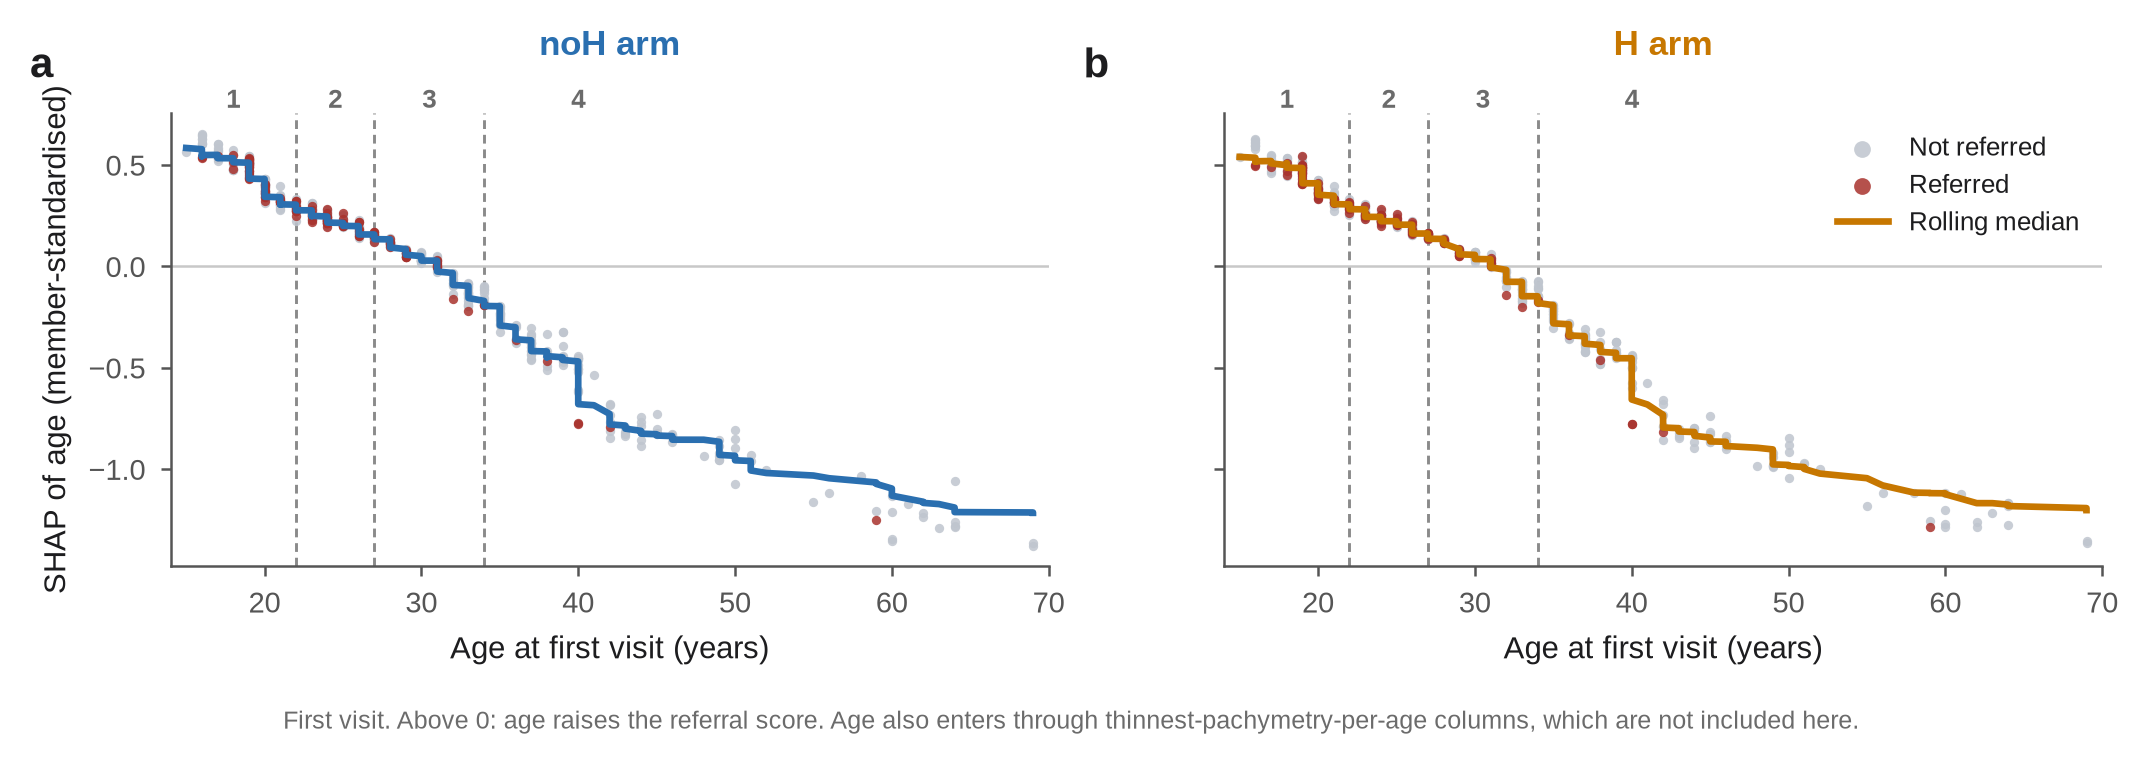 a
noH arm
1 2 3 4
SHAP of age (member-standardised)
0.5
0.0
−0.5
−1.0
20 30 40 50 60 70
Age at first visit (years)
b
H arm
1 2 3 4
Not referred
Referred
Rolling median
20 30 40 50 60 70
Age at first visit (years)
First visit. Above 0: age raises the referral score. Age also enters through thinnest-pachymetry-per-age columns, which are not included here.